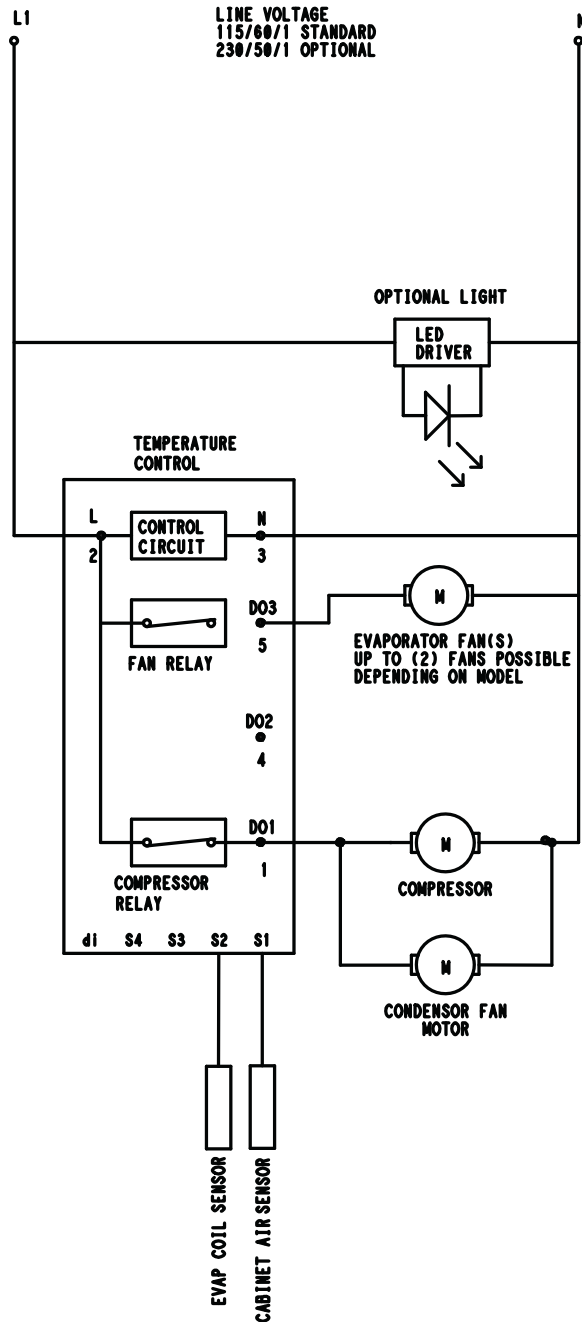 L1
LINE VOLTAGE
115/60/1 STANDARD
230/50/1 OPTIONAL
OPTIONAL LIGHT
LED
DRIVER
TEMPERATURE
CONTROL
L
CONTROL
CIRCUIT
N
2
3
DO3
M
5
FAN RELAY
EVAPORATOR FAN(S)
UP TO (2) FANS POSSIBLE
DEPENDING ON MODEL
DO2
4
DO1
M
1
COMPRESSOR
RELAY
COMPRESSOR
di S4 S3 S2 S1
M
CONDENSOR FAN
MOTOR
EVAP COIL SENSOR
CABINET AIR SENSOR